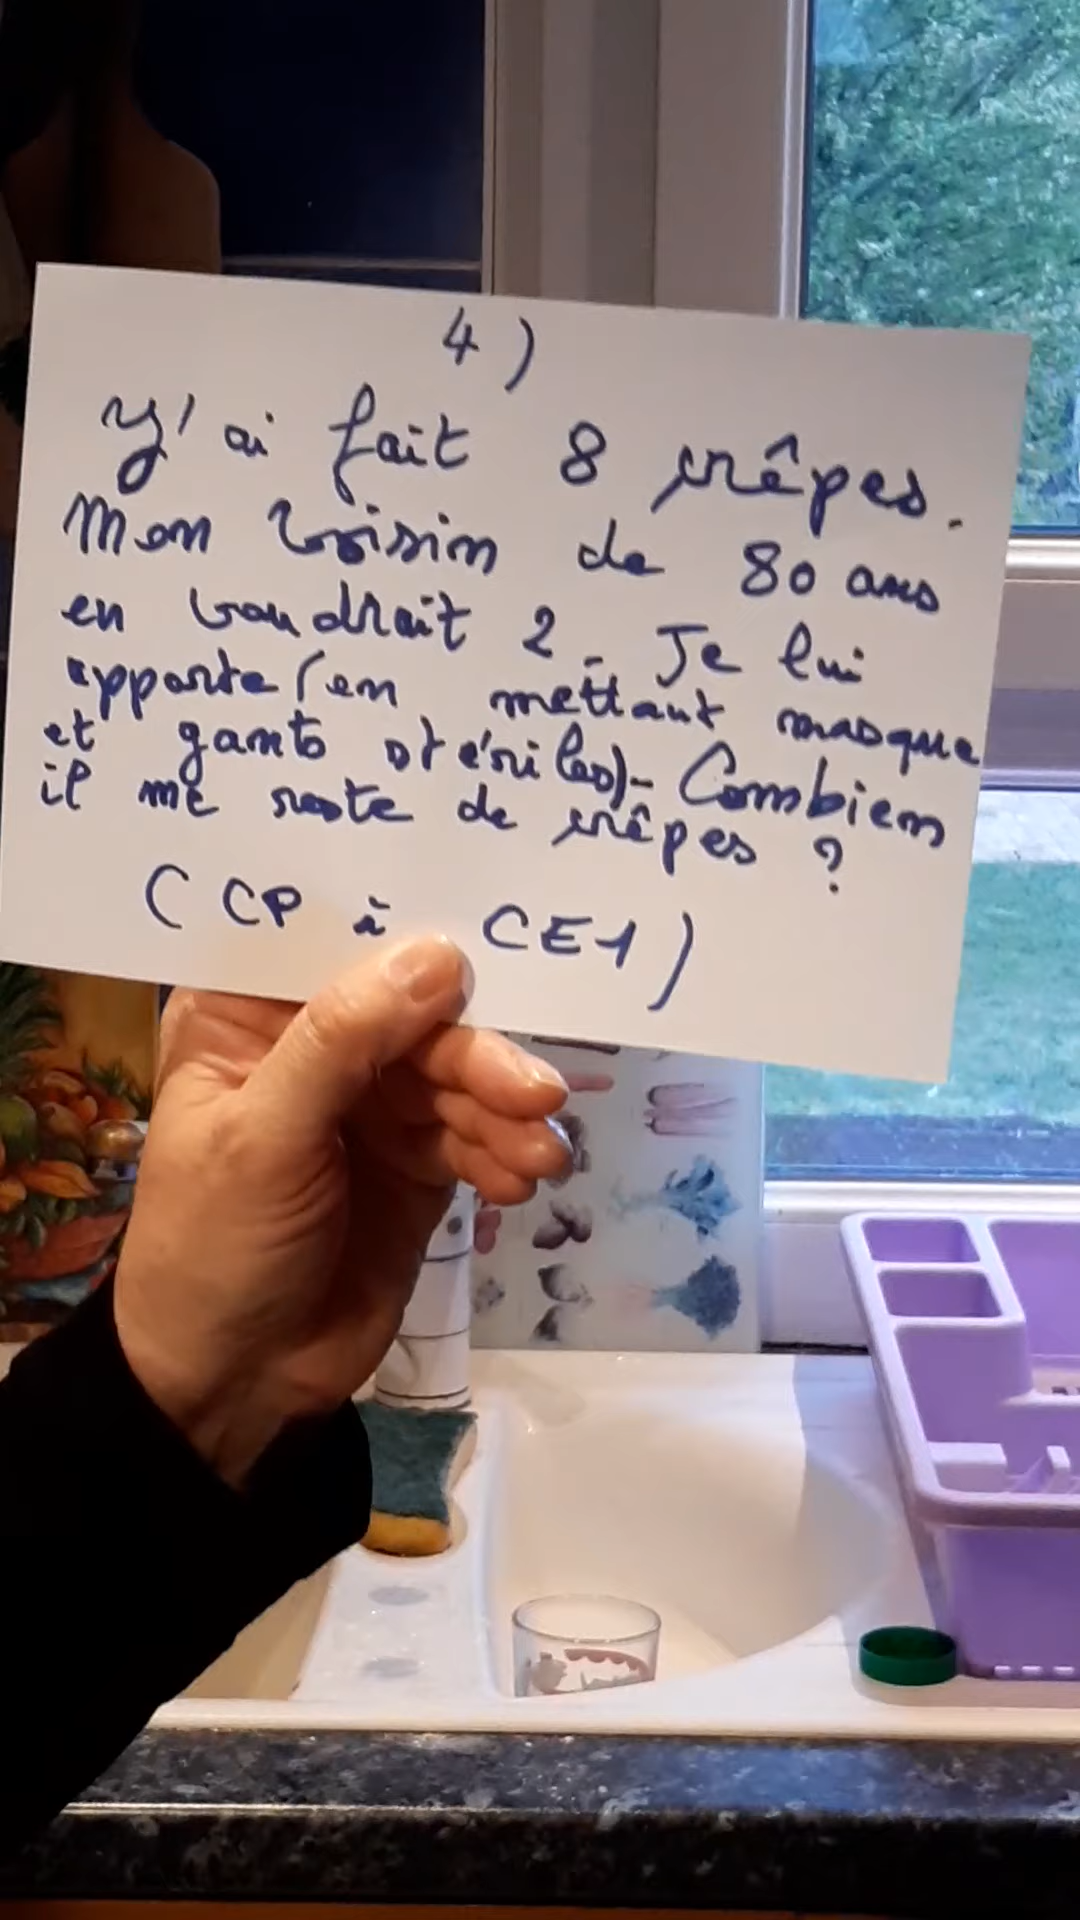 4)
J'ai fait 8 crêpes.
Mon voisin de 80 ans
en voudrait 2. Je lui
apporte (en mettant masque
et gants stériles). Combien
il me reste de crêpes ?
(CP à CE1)